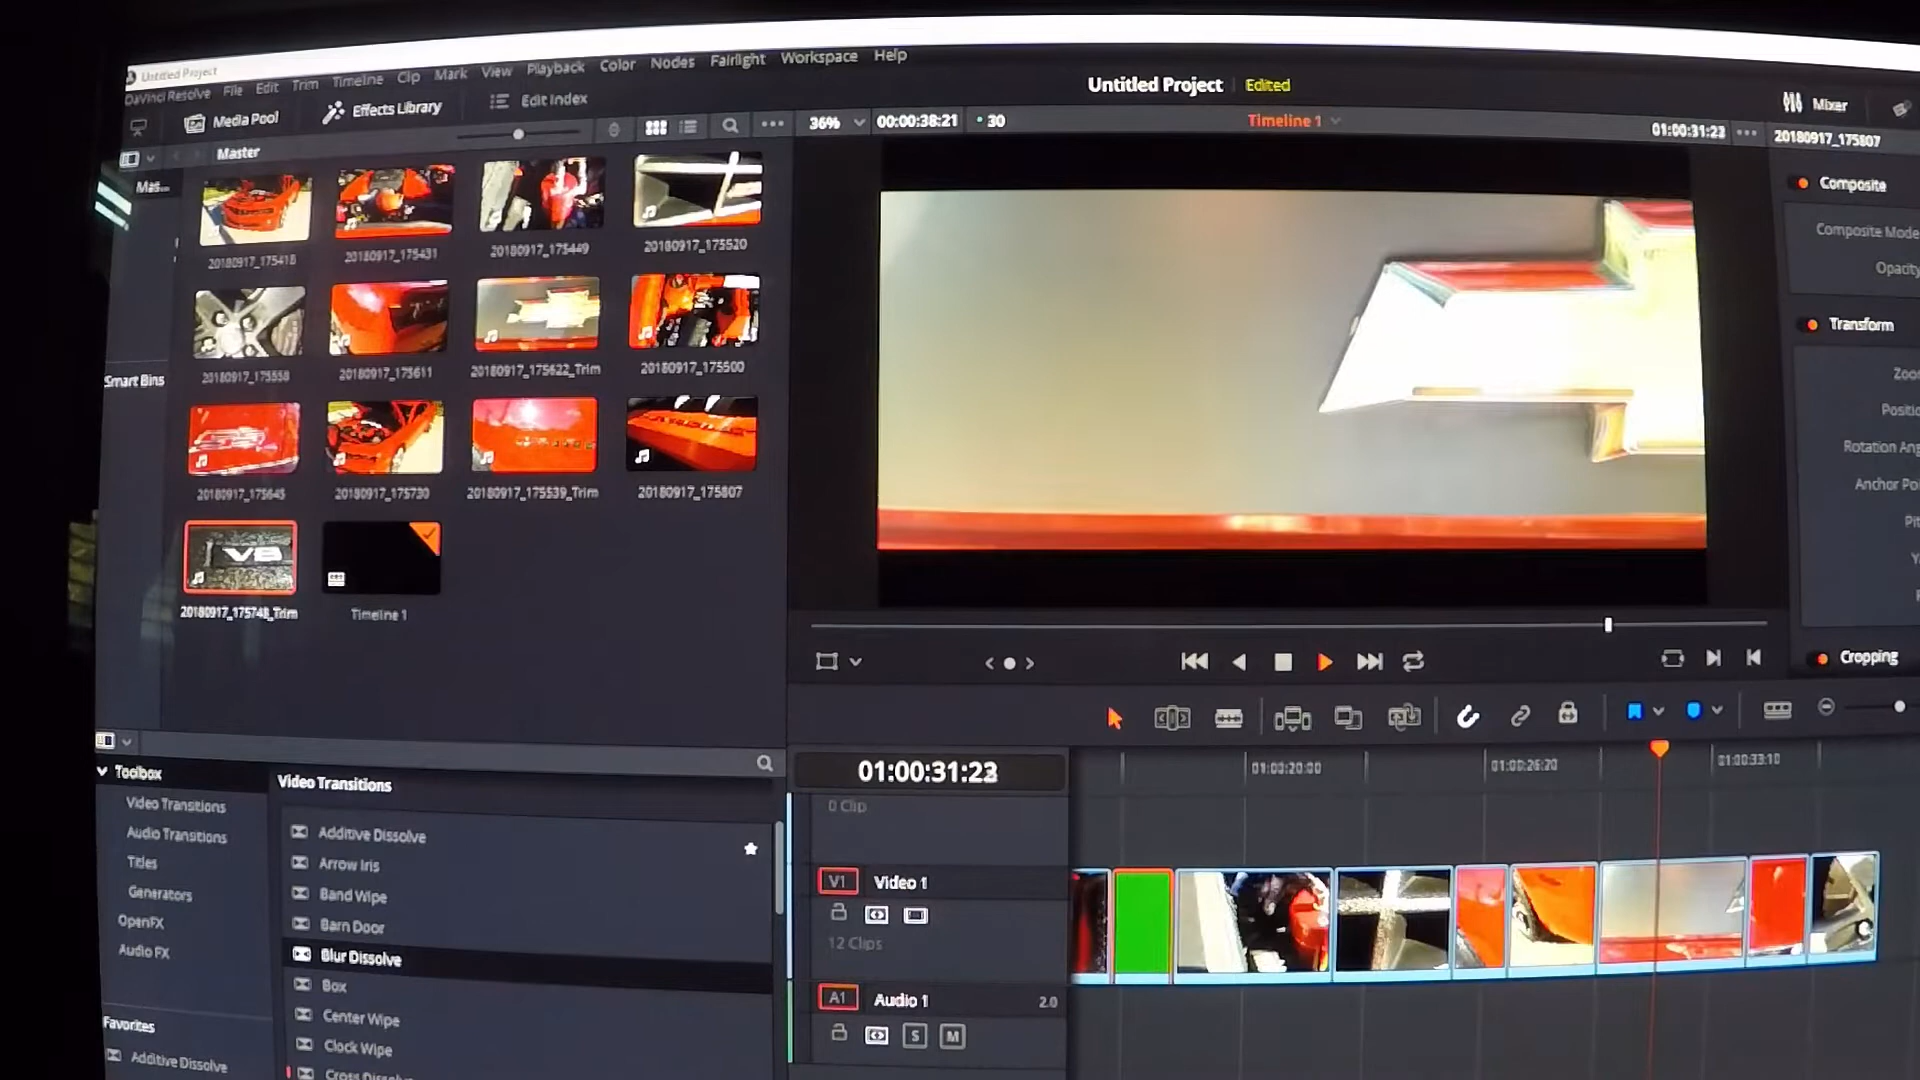 Untitled Project
DaVinci Resolve File Edit Trim Timeline Clip Mark View Playback Color Nodes Fairlight Workspace Help
Media Pool Effects Library Edit Index
Untitled Project Edited
Mixer
36% 00:00:38:21 30 Timeline 1 01:00:31:23
20180917_175807
Master
Mas...
Composite
Composite Mode
Opacity
20180917_175418 20180917_175431 20180917_175449 20180917_175520
Transform
20180917_175558 20180917_175611 20180917_175622_Trim 20180917_175500
Smart Bins
20180917_175645 20180917_175730 20180917_175539_Trim 20180917_175807
V8
20180917_175748_Trim Timeline 1
Cropping
Toolbox
Video Transitions
Audio Transitions
Titles
Generators
OpenFX
Audio FX
Favorites
Additive Dissolve
Video Transitions
Additive Dissolve
Arrow Iris
Band Wipe
Barn Door
Blur Dissolve
Box
Center Wipe
Clock Wipe
01:00:31:23
01:00:20:00 01:00:26:20 01:00:33:10
0 Clip
V1 Video 1
12 Clips
A1 Audio 1 2.0
S M